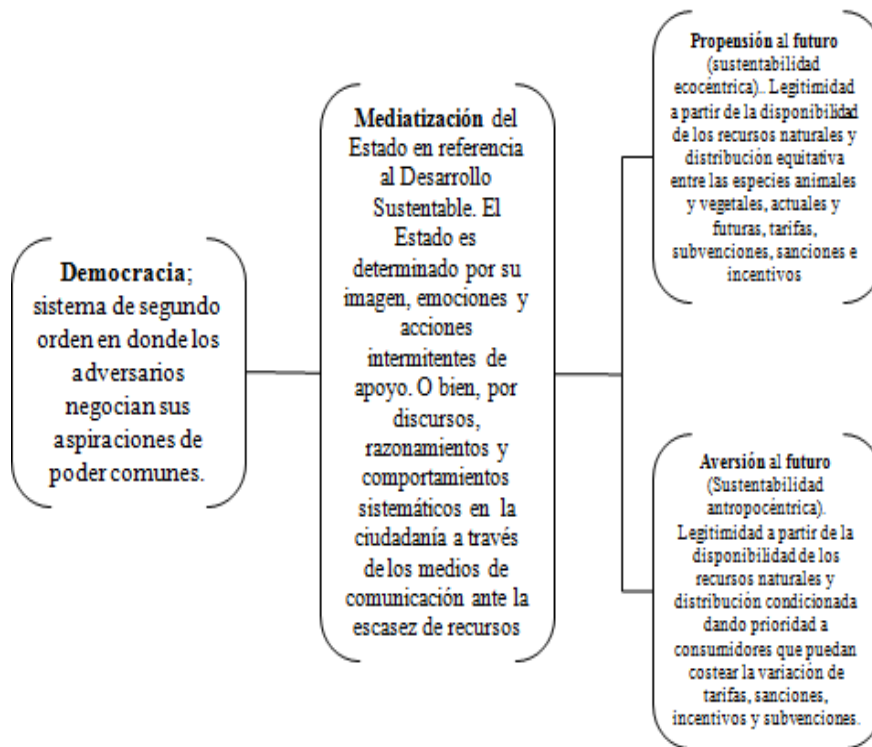 Democracia;
sistema de segundo
orden en donde los
adversarios
negocian sus
aspiraciones de
poder comunes.
Mediatización del
Estado en referencia
al Desarrollo
Sustentable. El
Estado es
determinado por su
imagen, emociones y
acciones
intermitentes de
apoyo. O bien, por
discursos,
razonamientos y
comportamientos
sistemáticos en la
ciudadanía a través
de los medios de
comunicación ante la
escasez de recursos
Propensión al futuro
(sustentabilidad
ecocéntrica).. Legitimidad
a partir de la disponibilidad
de los recursos naturales y
distribución equitativa
entre las especies animales
y vegetales, actuales y
futuras, tarifas,
subvenciones, sanciones e
incentivos
Aversión al futuro
(Sustentabilidad
antropocéntrica).
Legitimidad a partir de la
disponibilidad de los
recursos naturales y
distribución condicionada
dando prioridad a
consumidores que puedan
costear la variación de
tarifas, sanciones,
incentivos y subvenciones.